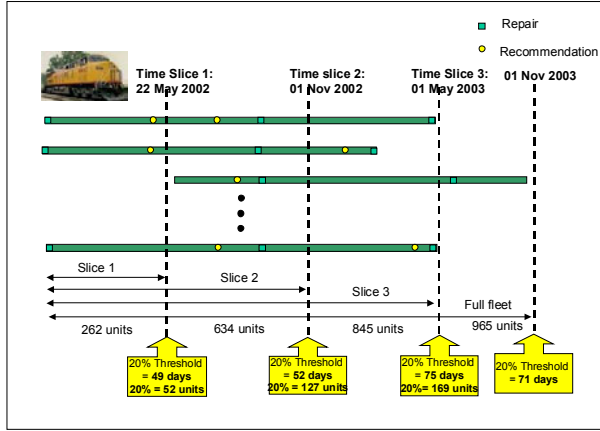 Repair
Recommendation
Time Slice 1:
22 May 2002
Time slice 2:
01 Nov 2002
Time Slice 3:
01 May 2003
01 Nov 2003
Slice 1
Slice 2
Slice 3
Full fleet
262 units
634 units
845 units
965 units
20% Threshold
= 49 days
20% = 52 units
20% Threshold
= 52 days
20% = 127 units
20% Threshold
= 75 days
20%= 169 units
20% Threshold
= 71 days